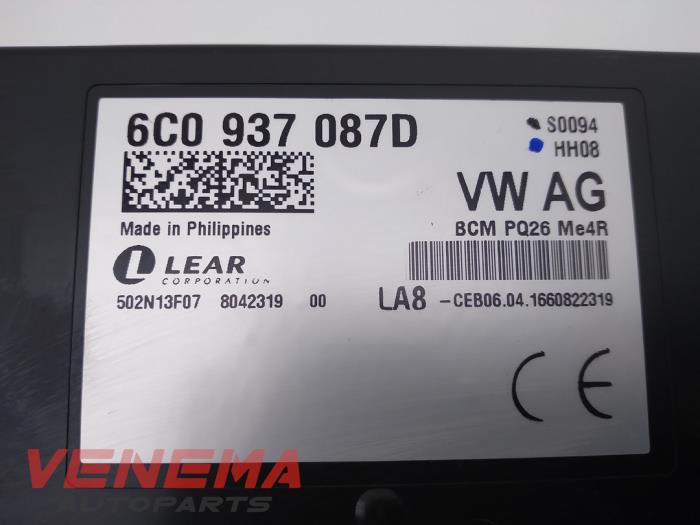 6C0 937 087D
S0094
HH08
VW AG
Made in Philippines
BCM PQ26 Me4R
LEAR
CORPORATION
502N13F07 8042319 00
LA8 -CEB06.04.1660822319
CE
VENEMA
AUTOPARTS